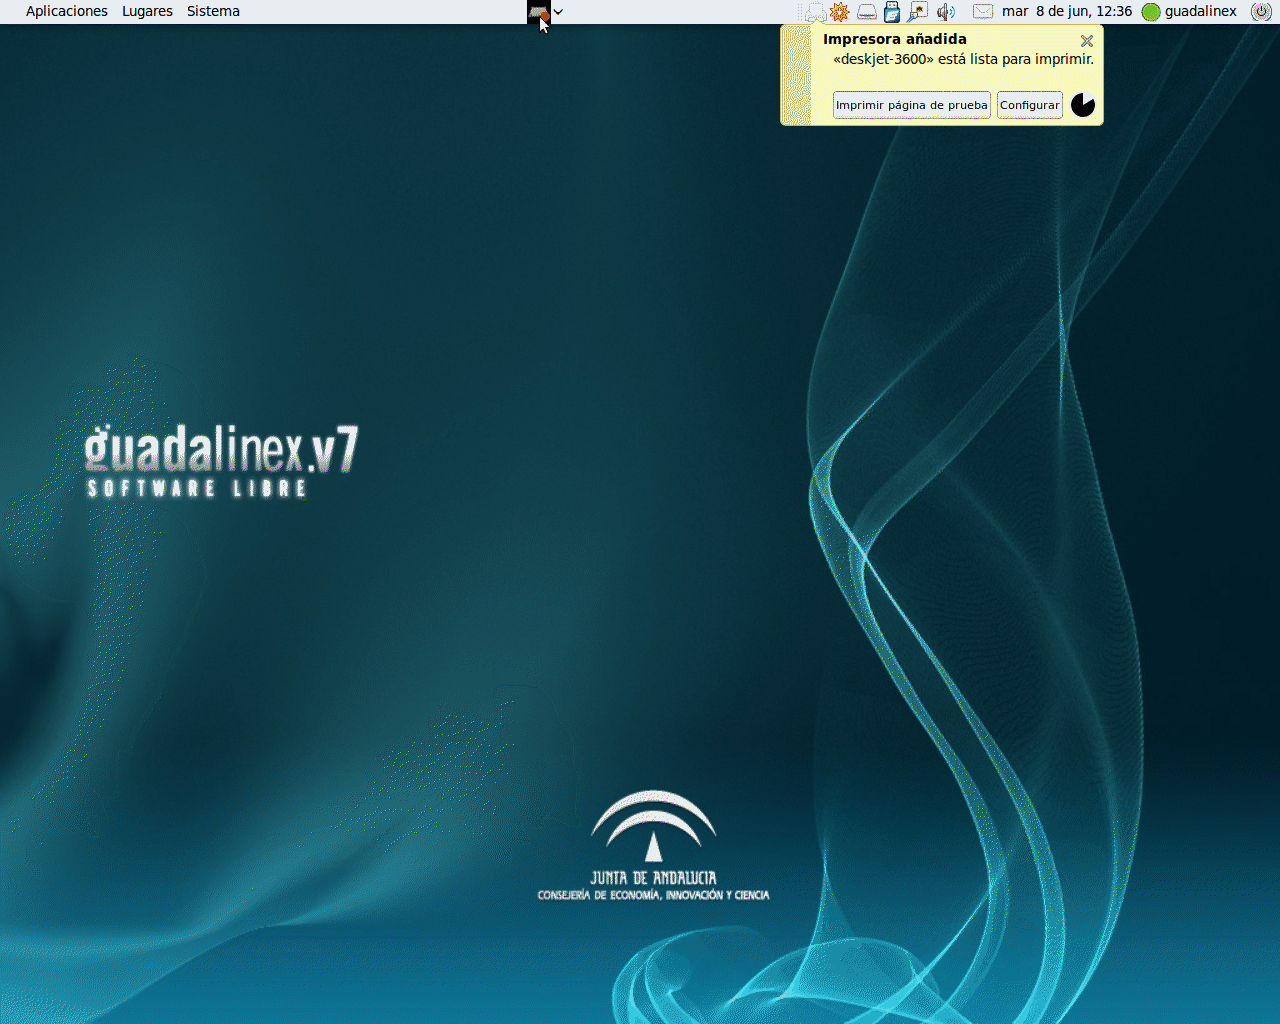 Aplicaciones Lugares Sistema
mar 8 de jun, 12:36 guadalinex
Impresora añadida
«deskjet-3600» está lista para imprimir.
Imprimir página de prueba Configurar
guadalinex.v7
SOFTWARE LIBRE
JUNTA DE ANDALUCIA
CONSEJERÍA DE ECONOMÍA, INNOVACIÓN Y CIENCIA